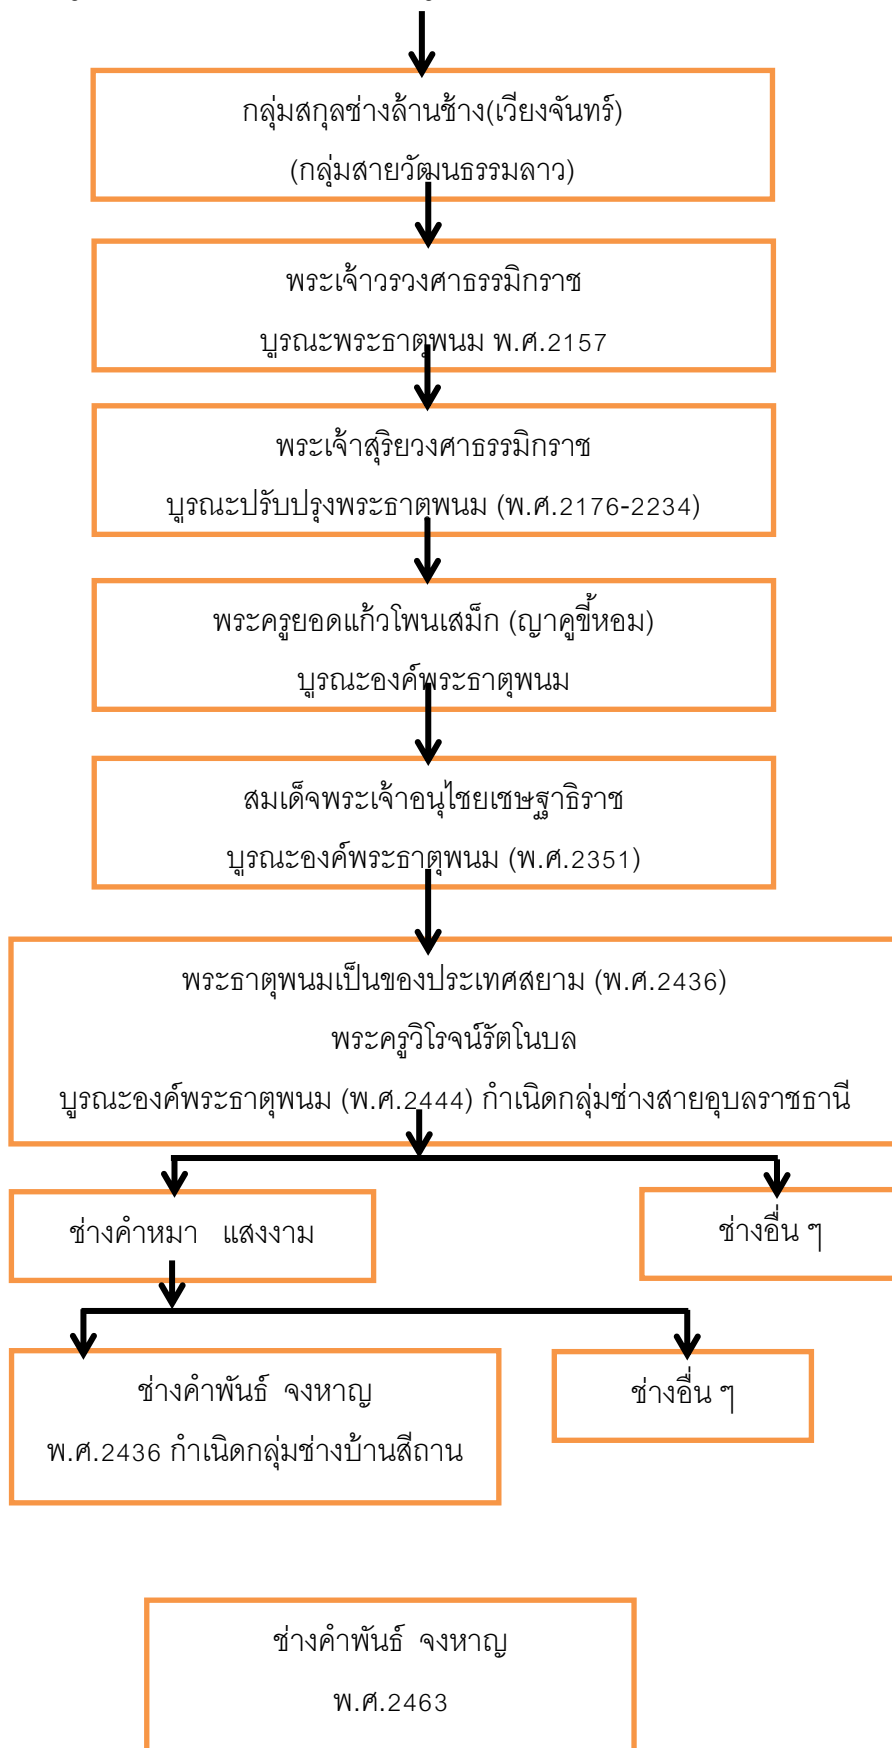 กลุ่มสกุลช่างล้านช้าง(เวียงจันทร์)
(กลุ่มสายวัฒนธรรมลาว)
พระเจ้าวรวงศาธรรมิกราช
บูรณะพระธาตุพนม พ.ศ.2157
พระเจ้าสุริยวงศาธรรมิกราช
บูรณะปรับปรุงพระธาตุพนม (พ.ศ.2176-2234)
พระครูยอดแก้วโพนเสม็ก (ญาคูขี้หอม)
บูรณะองค์พระธาตุพนม
สมเด็จพระเจ้าอนุไชยเชษฐาธิราช
บูรณะองค์พระธาตุพนม (พ.ศ.2351)
พระธาตุพนมเป็นของประเทศสยาม (พ.ศ.2436)
พระครูวิโรจน์รัตโนบล
บูรณะองค์พระธาตุพนม (พ.ศ.2444) กำเนิดกลุ่มช่างสายอุบลราชธานี
ช่างคำหมา แสงงาม
ช่างอื่น ๆ
ช่างคำพันธ์ จงหาญ
พ.ศ.2436 กำเนิดกลุ่มช่างบ้านสีถาน
ช่างอื่น ๆ
ช่างคำพันธ์ จงหาญ
พ.ศ.2463